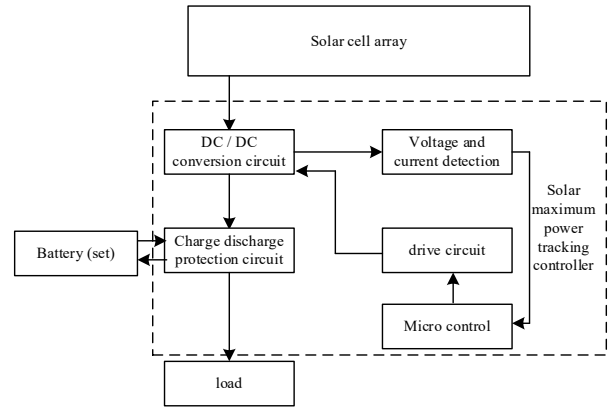 Solar cell array
DC / DC
conversion circuit
Voltage and
current detection
Solar
maximum
power
tracking
controller
Battery (set)
Charge discharge
protection circuit
drive circuit
Micro control
load